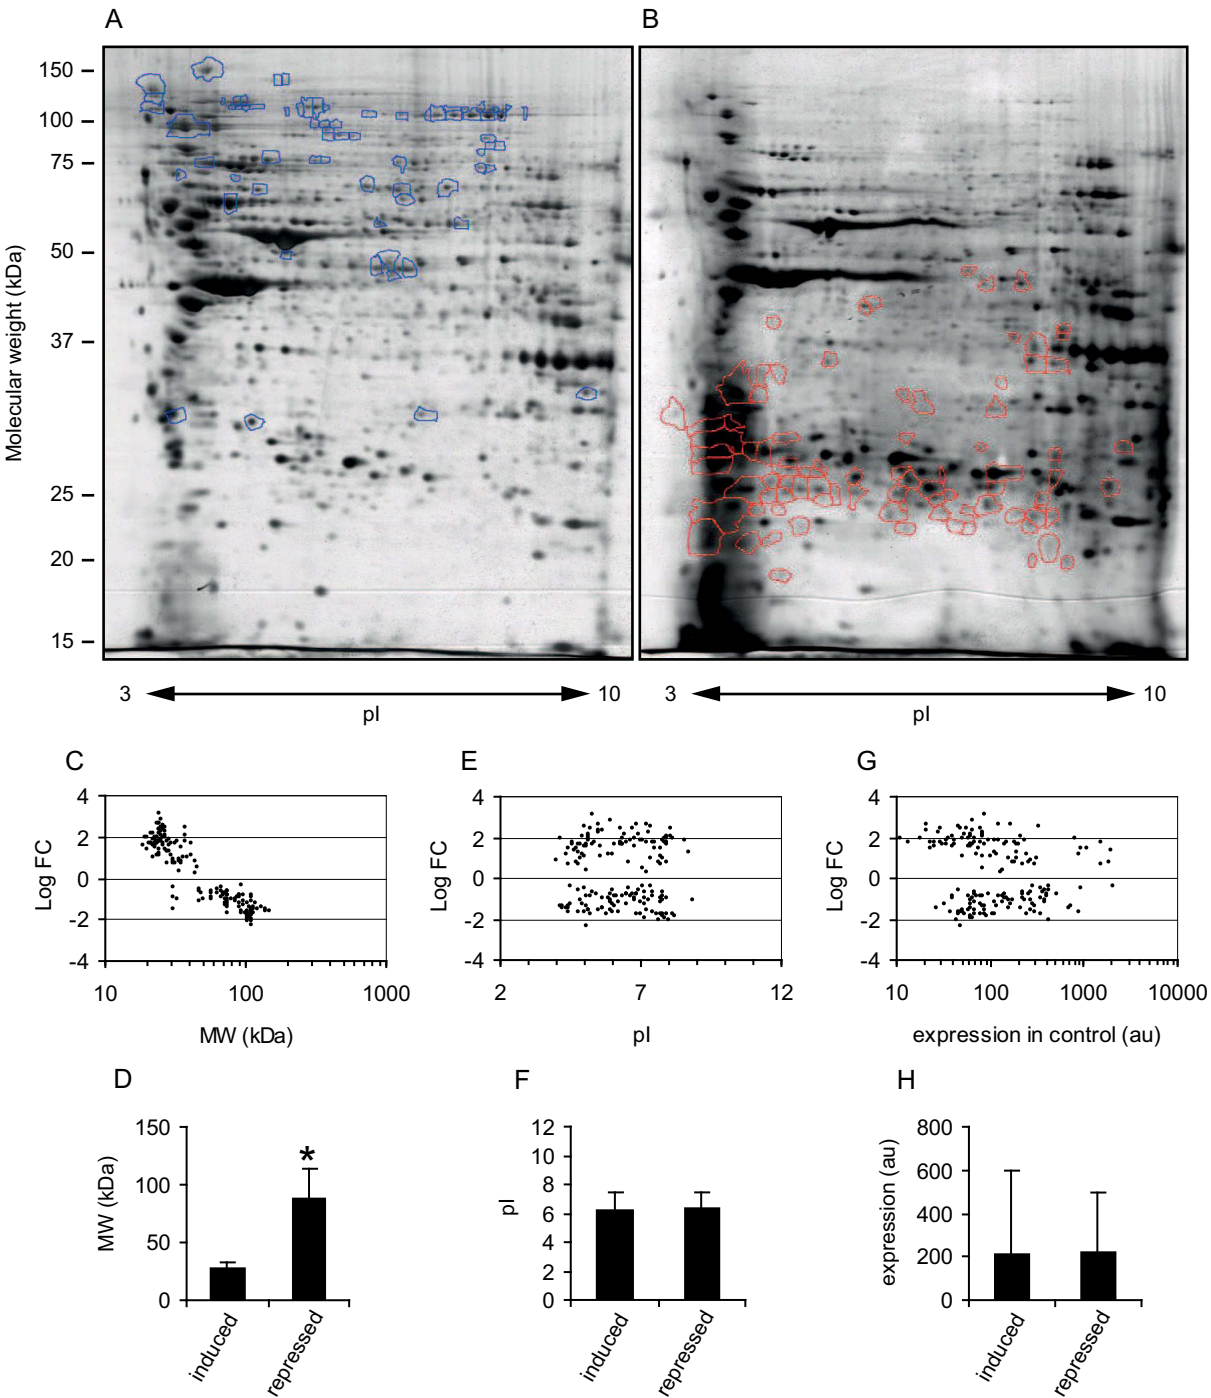 A
B
150
100
75
50
37
25
20
15
Molecular weight (kDa)
3 10
pI
3 10
pI
C
4
2
0
-2
-4
Log FC
10 100 1000
MW (kDa)
E
4
2
0
-2
-4
Log FC
2 7 12
pI
G
4
2
0
-2
-4
Log FC
10 100 1000 10000
expression in control (au)
D
150
100
50
0
MW (kDa)
*
induced
repressed
F
12
10
8
6
4
2
0
pI
induced
repressed
H
800
600
400
200
0
expression (au)
induced
repressed